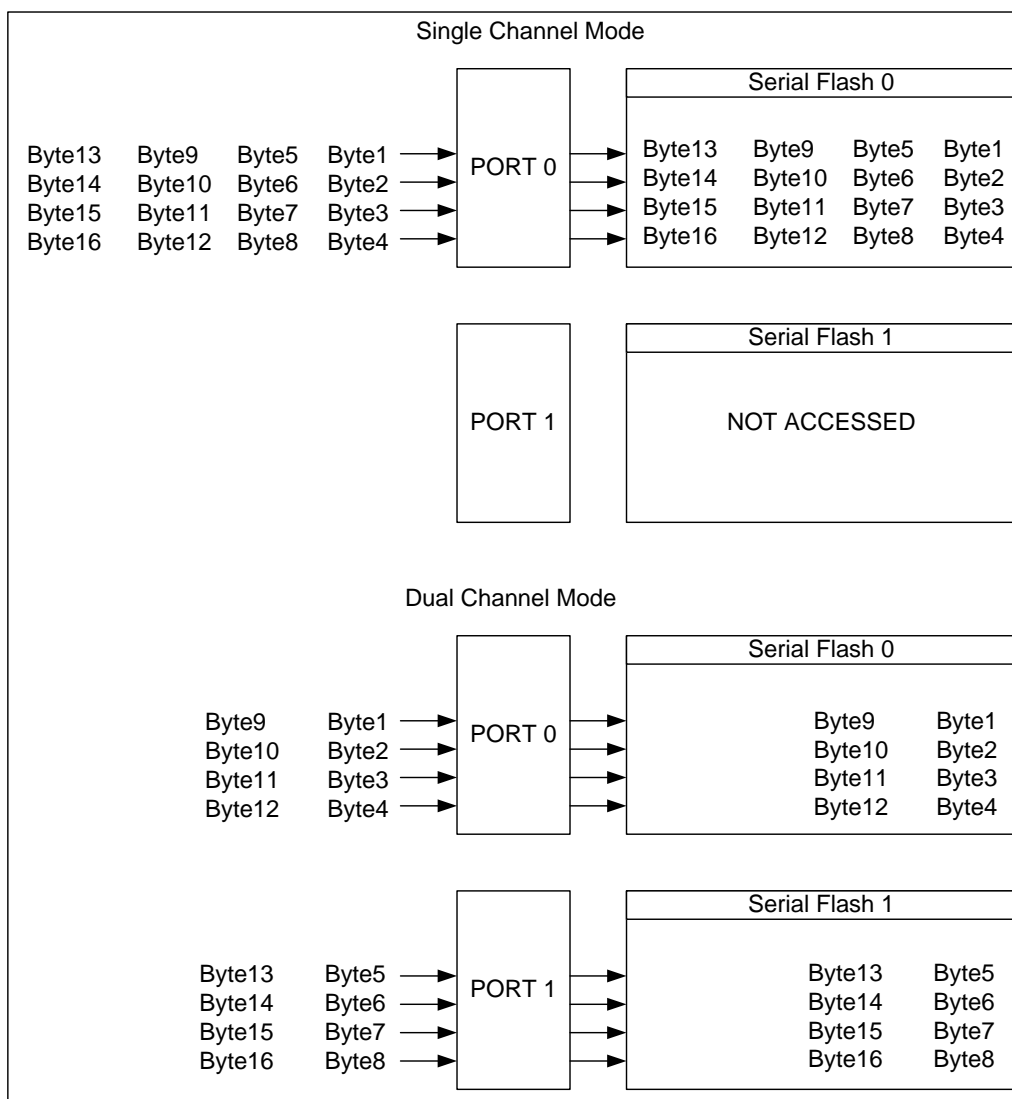 Single Channel Mode
Serial Flash 0
Byte13 Byte9 Byte5 Byte1
Byte14 Byte10 Byte6 Byte2
Byte15 Byte11 Byte7 Byte3
Byte16 Byte12 Byte8 Byte4
PORT 0
Byte13 Byte9 Byte5 Byte1
Byte14 Byte10 Byte6 Byte2
Byte15 Byte11 Byte7 Byte3
Byte16 Byte12 Byte8 Byte4
Serial Flash 1
PORT 1
NOT ACCESSED
Dual Channel Mode
Serial Flash 0
Byte9 Byte1
Byte10 Byte2
Byte11 Byte3
Byte12 Byte4
PORT 0
Byte9 Byte1
Byte10 Byte2
Byte11 Byte3
Byte12 Byte4
Serial Flash 1
Byte13 Byte5
Byte14 Byte6
Byte15 Byte7
Byte16 Byte8
PORT 1
Byte13 Byte5
Byte14 Byte6
Byte15 Byte7
Byte16 Byte8